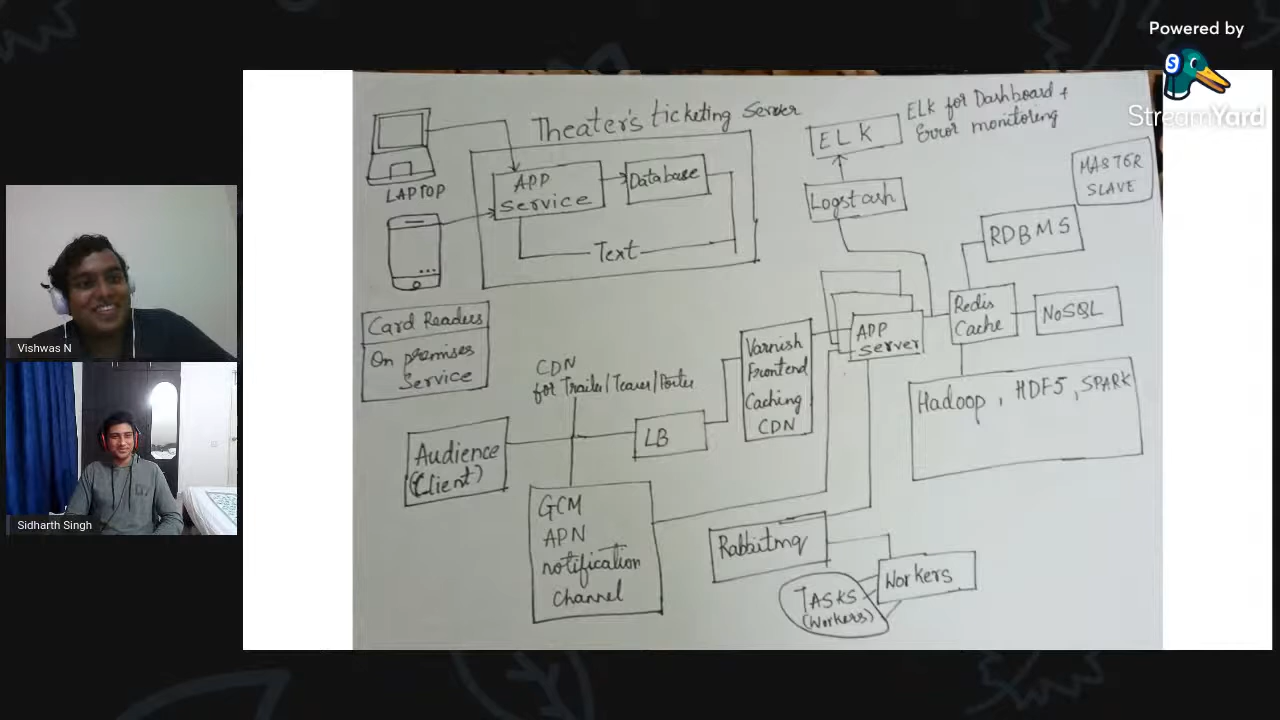 Powered by
StreamYard
Vishwas N
Sidharth Singh
Theater's ticketing server
LAPTOP
APP
service
Database
Text
Card Readers
On premises
Service
ELK
ELK for Dashboard +
Error monitoring
Logstash
MASTER
SLAVE
RDBMS
Redis
Cache
NoSQL
APP
server
Hadoop, HDF5, SPARK
Varnish
Frontend
Caching
CDN
CDN
for Trailer/Teaser/Poster
LB
Audience
(Client)
GCM
APN
notification
channel
Rabbitmq
Workers
TASKS
(Workers)